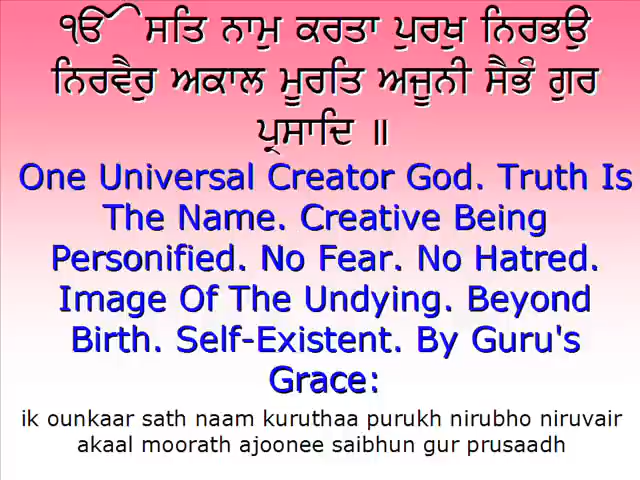 ੴ ਸਤਿ ਨਾਮੁ ਕਰਤਾ ਪੁਰਖੁ ਨਿਰਭਉ
ਨਿਰਵੈਰੁ ਅਕਾਲ ਮੂਰਤਿ ਅਜੂਨੀ ਸੈਭੰ ਗੁਰ
ਪ੍ਰਸਾਦਿ ॥
One Universal Creator God. Truth Is
The Name. Creative Being
Personified. No Fear. No Hatred.
Image Of The Undying. Beyond
Birth. Self-Existent. By Guru's
Grace:
ik ounkaar sath naam kuruthaa purukh nirubho niruvair
akaal moorath ajoonee saibhun gur prusaadh